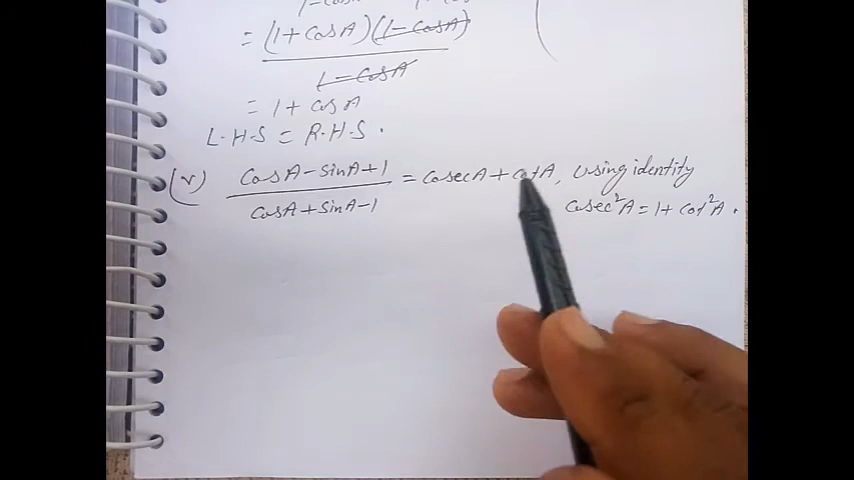 = (1+cosA)(1-cosA)
1-cosA
= 1+cosA
L.H.S = R.H.S.
(v) cosA-sinA+1 = cosecA+cotA, using identity
cosA+sinA-1 cosec²A=1+cot²A.